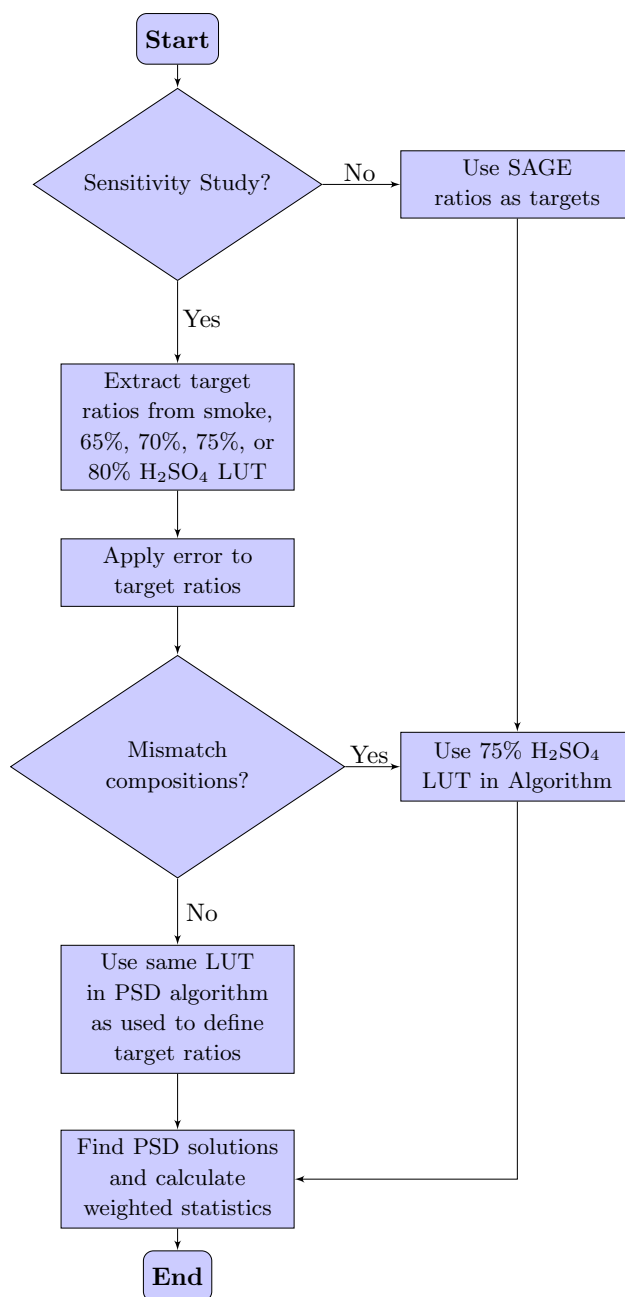 Start
Sensitivity Study?
No
Use SAGE
ratios as targets
Yes
Extract target
ratios from smoke,
65%, 70%, 75%, or
80% H₂SO₄ LUT
Apply error to
target ratios
Mismatch
compositions?
Yes
Use 75% H₂SO₄
LUT in Algorithm
No
Use same LUT
in PSD algorithm
as used to define
target ratios
Find PSD solutions
and calculate
weighted statistics
End